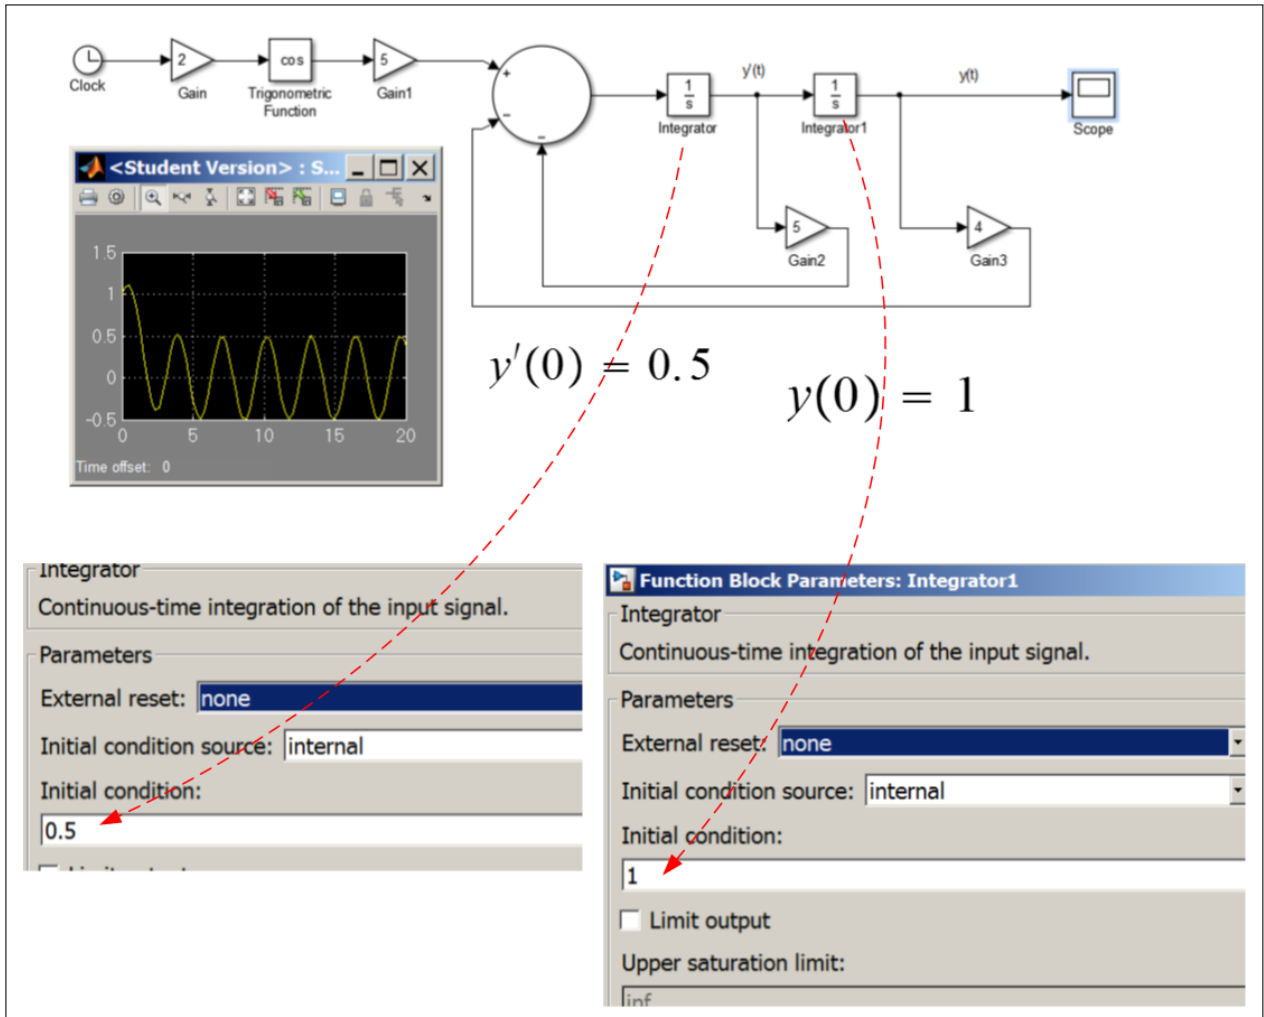 2
cos
5
Clock
Gain
Trigonometric
Function
Gain1
+
−
−
1
s
Integrator
y'(t)
1
s
Integrator1
y(t)
Scope
5
Gain2
4
Gain3
<Student Version> : S...
1.5
1
0.5
0
-0.5
0 5 10 15 20
Time offset: 0
y′(0) = 0.5
y(0) = 1
Integrator
Continuous-time integration of the input signal.
Parameters
External reset: none
Initial condition source: internal
Initial condition:
0.5
Function Block Parameters: Integrator1
Integrator
Continuous-time integration of the input signal.
Parameters
External reset: none
Initial condition source: internal
Initial condition:
1
Limit output
Upper saturation limit:
inf